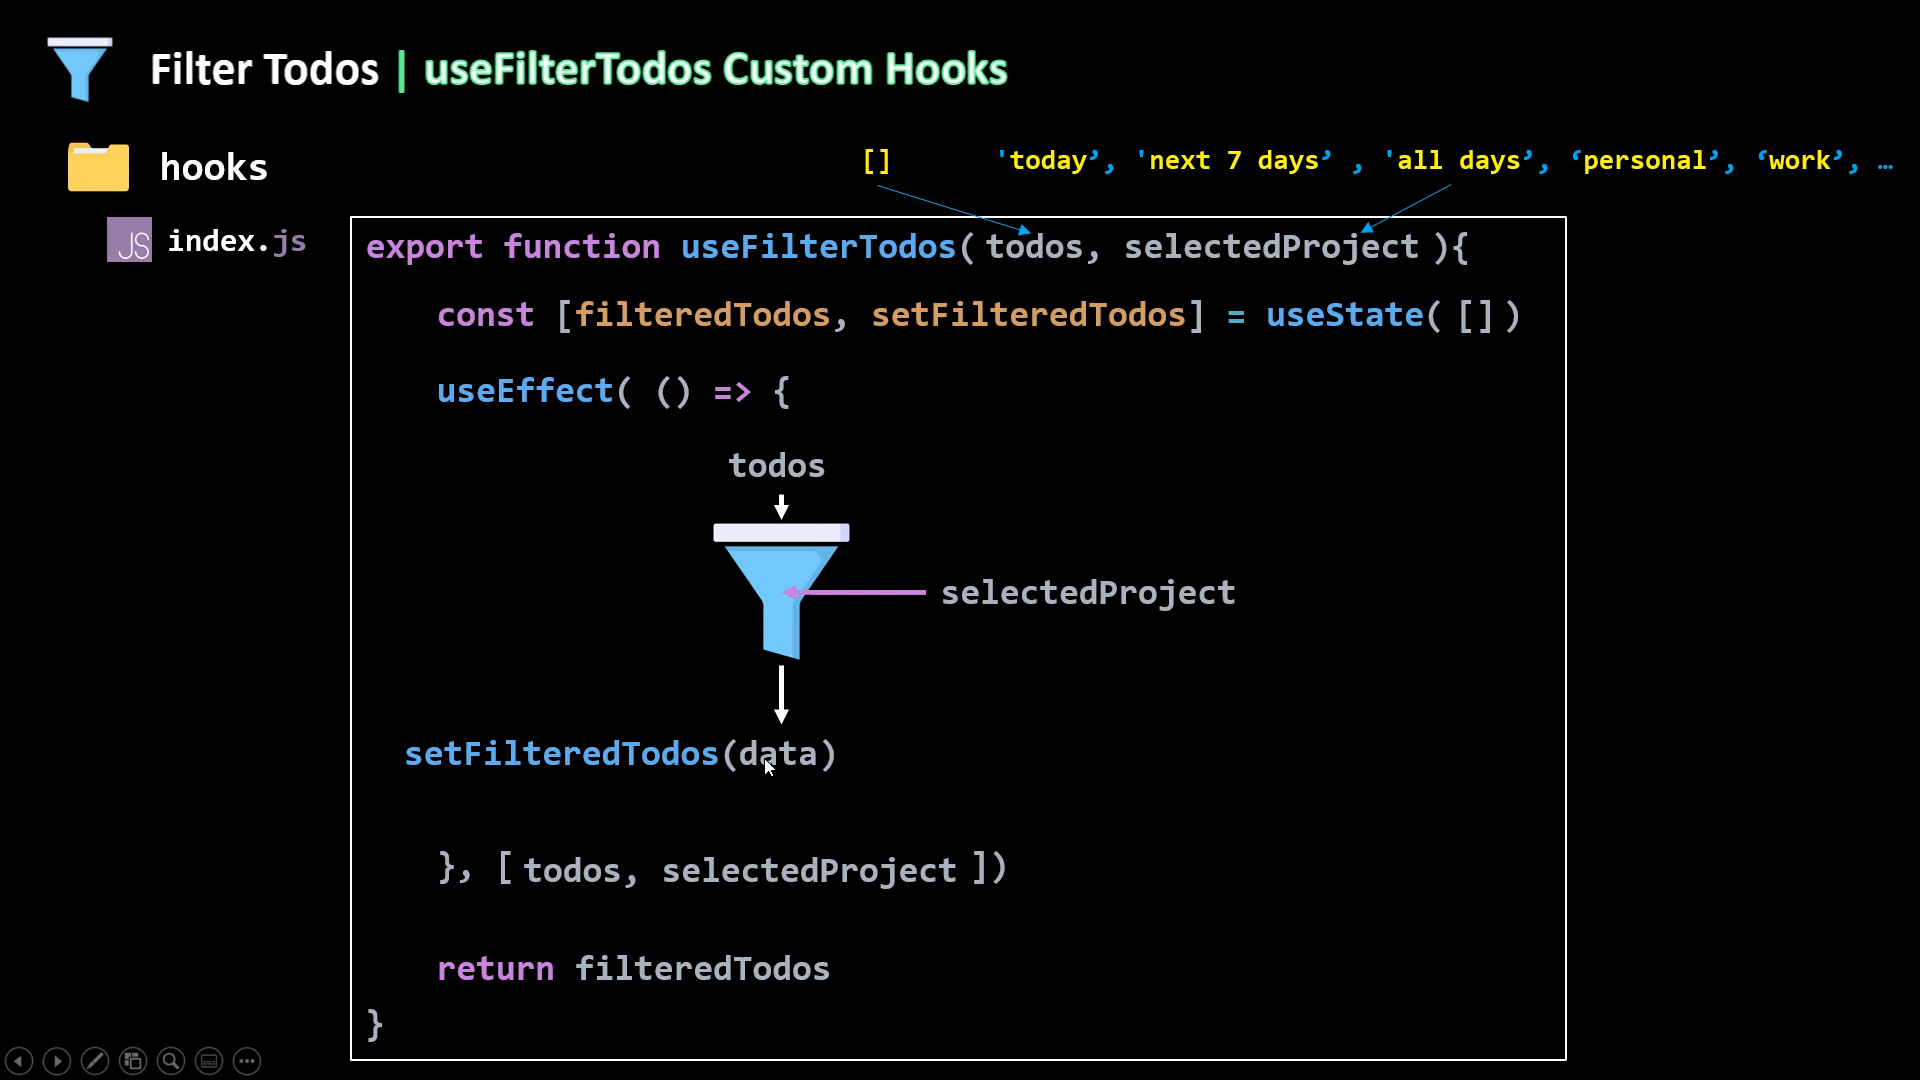 Filter Todos | useFilterTodos Custom Hooks
hooks
[] 'today’, 'next 7 days’ , 'all days’, ‘personal’, ‘work’, …
JS index.js
export function useFilterTodos( todos, selectedProject ){
const [filteredTodos, setFilteredTodos] = useState( [] )
useEffect( () => {
todos
selectedProject
setFilteredTodos(data)
}, [ todos, selectedProject ])
return filteredTodos
}